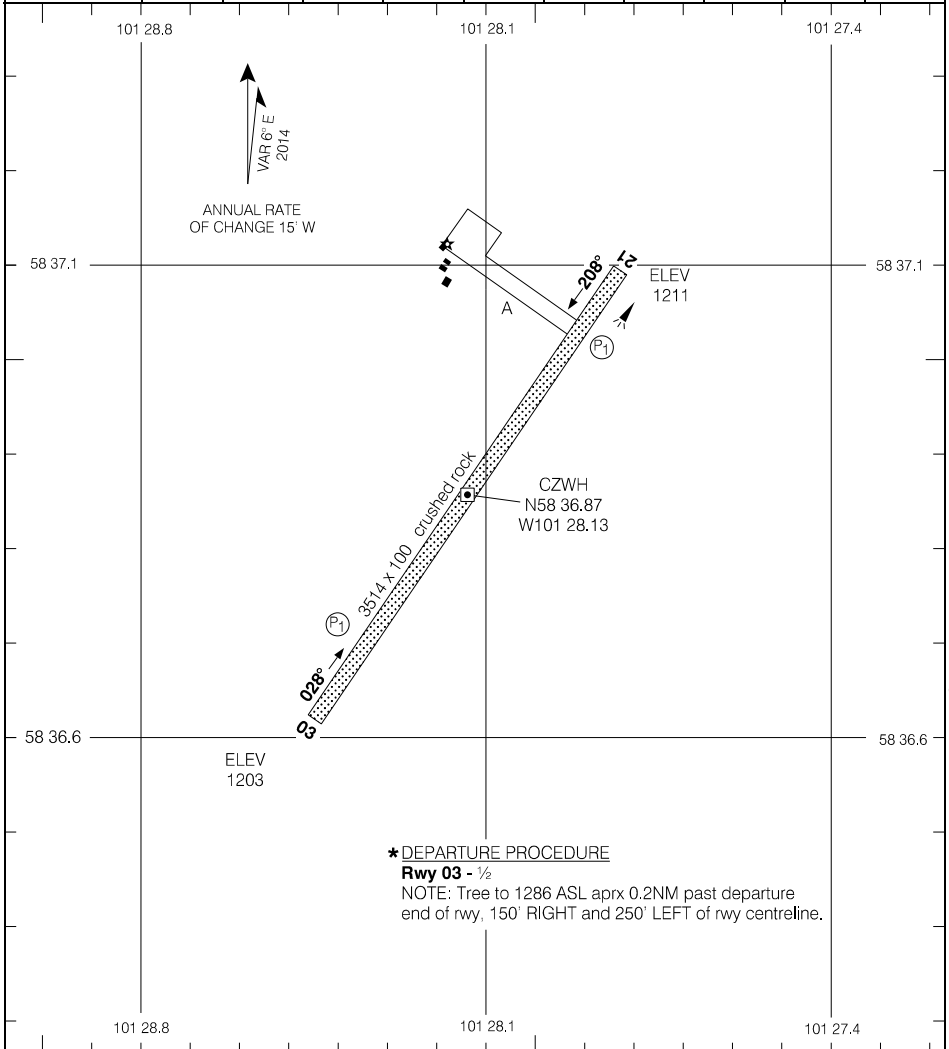 101 28.8
101 28.1
101 27.4
VAR 6° E
2014
ANNUAL RATE
OF CHANGE 15' W
58 37.1
58 37.1
208°
21
ELEV
1211
A
P1
CZWH
N58 36.87
W101 28.13
3514 x 100 crushed rock
P1
028°
03
58 36.6
58 36.6
ELEV
1203
*DEPARTURE PROCEDURE
Rwy 03 - ½
NOTE: Tree to 1286 ASL aprx 0.2NM past departure
end of rwy, 150' RIGHT and 250' LEFT of rwy centreline.
101 28.8
101 28.1
101 27.4